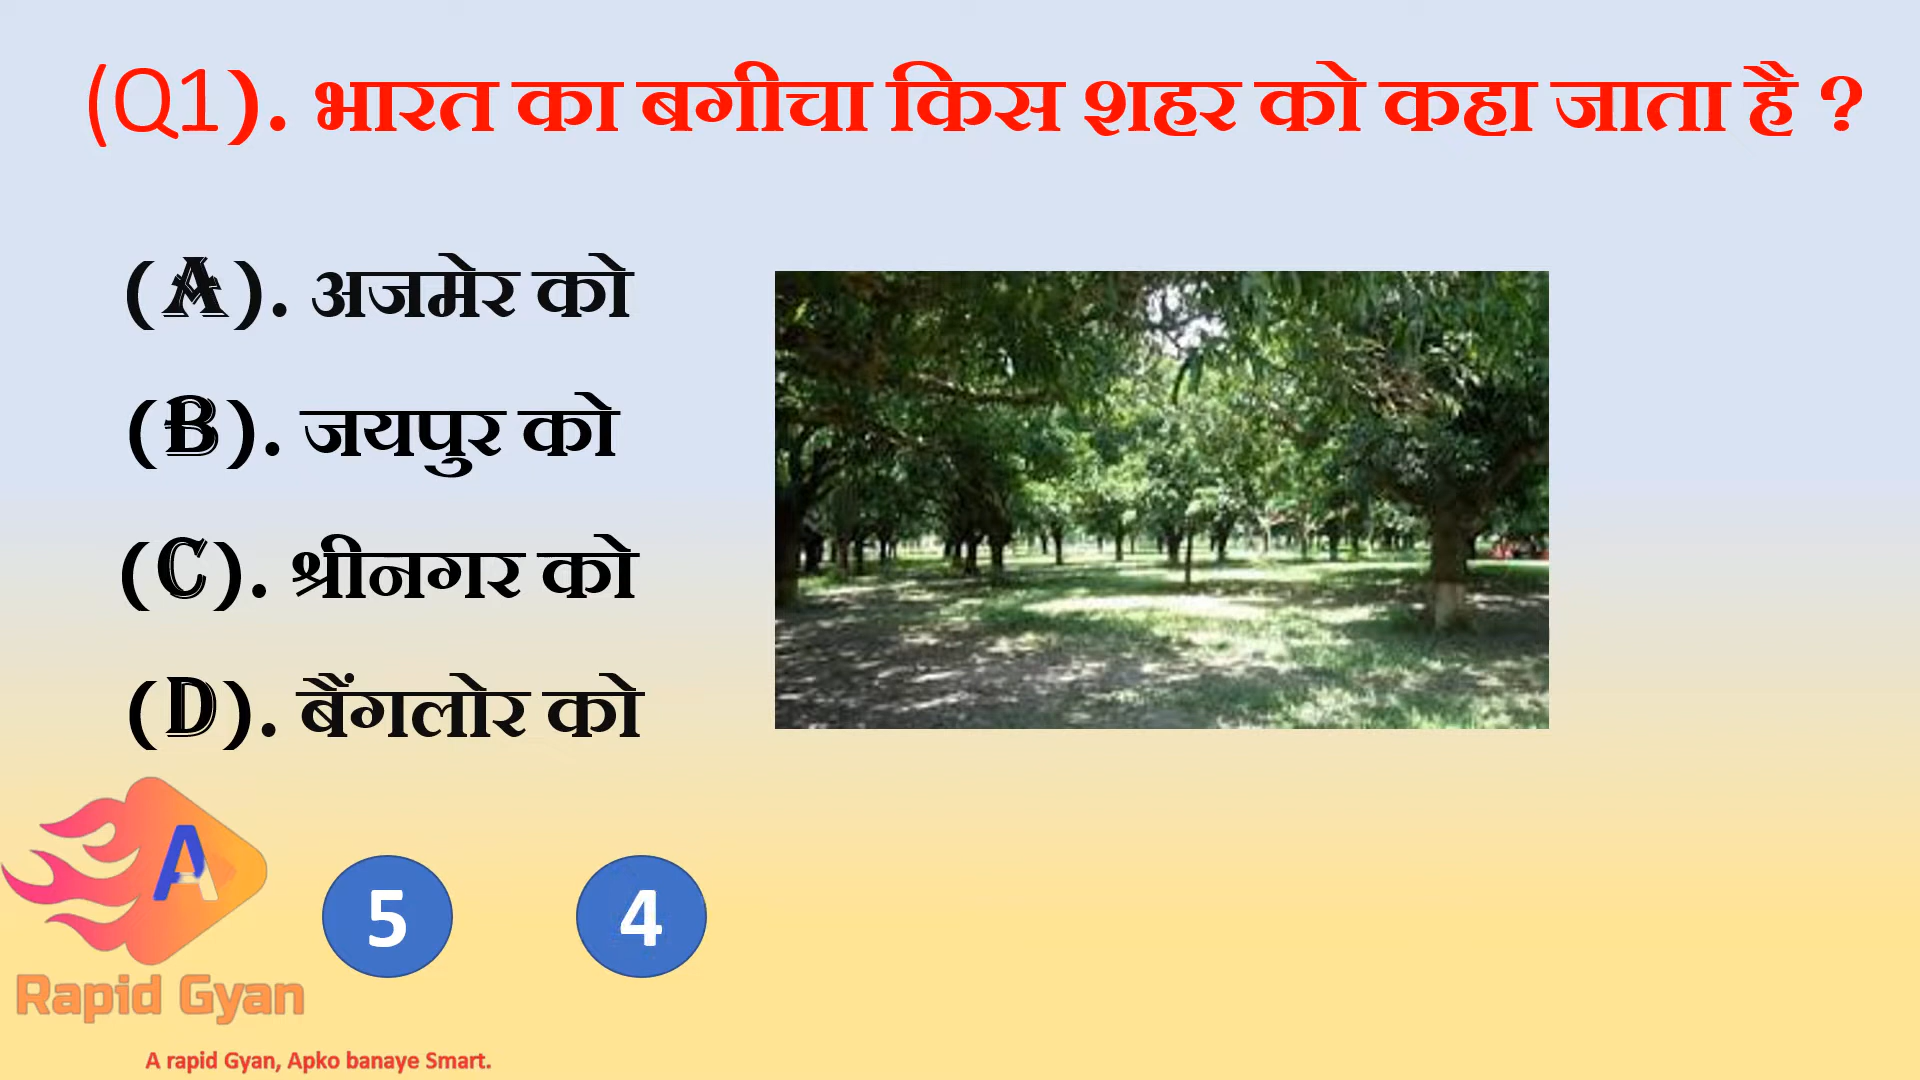 (Q1). भारत का बगीचा किस शहर को कहा जाता है ?
(A). अजमेर को
(B). जयपुर को
(C). श्रीनगर को
(D). बैंगलोर को
A
5 4
Rapid Gyan
A rapid Gyan, Apko banaye Smart.